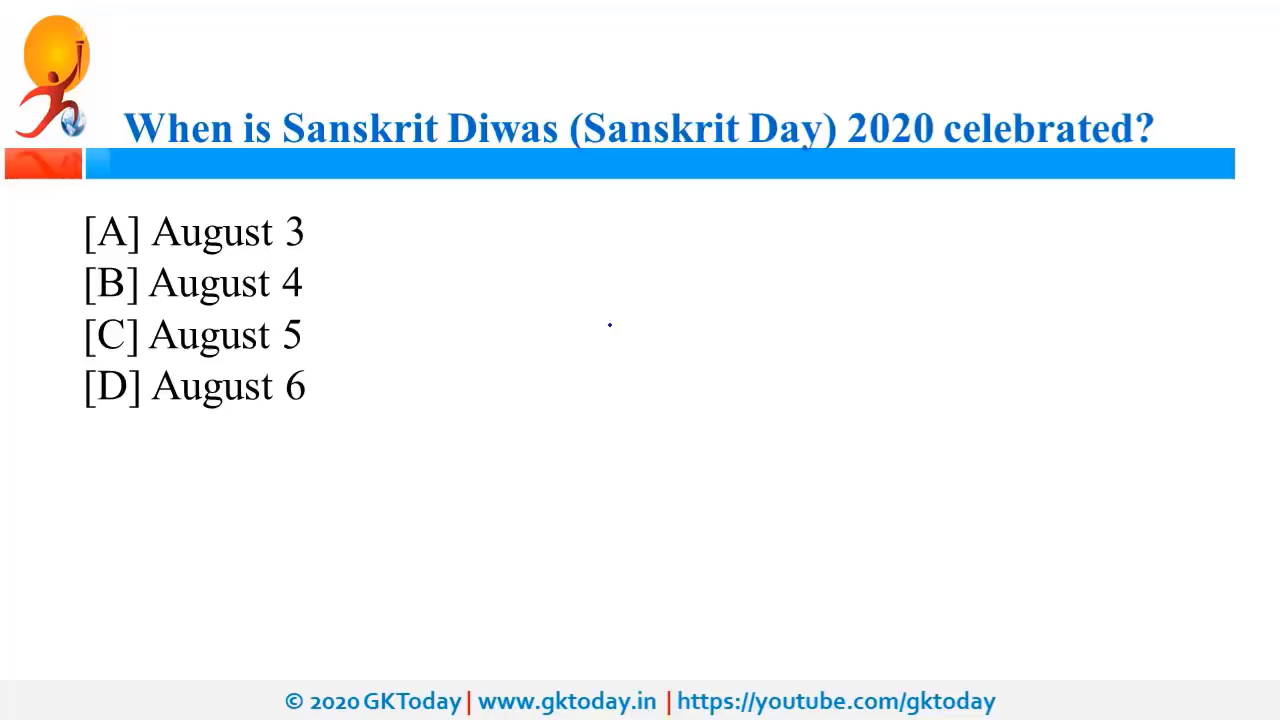 When is Sanskrit Diwas (Sanskrit Day) 2020 celebrated?
[A] August 3
[B] August 4
[C] August 5
[D] August 6
© 2020 GKToday | www.gktoday.in | https://youtube.com/gktoday